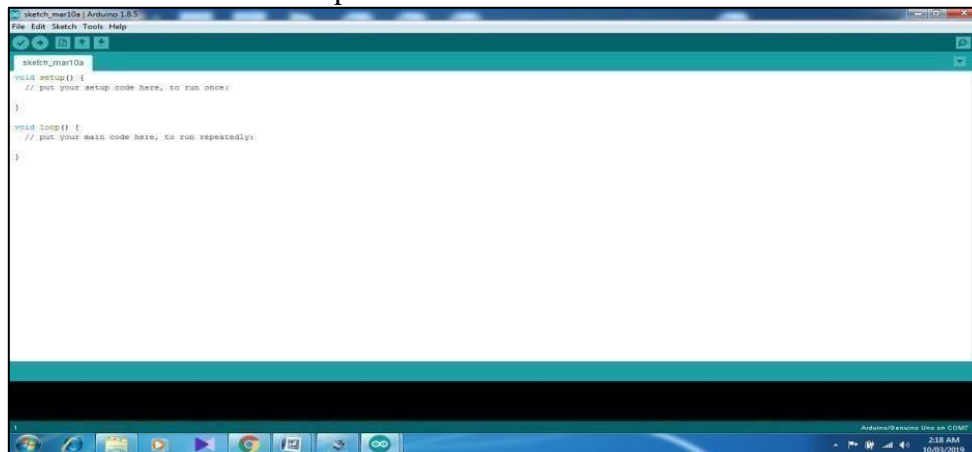 sketch_mar10a | Arduino 1.8.5
File Edit Sketch Tools Help
sketch_mar10a
void setup() {
// put your setup code here, to run once:
}
void loop() {
// put your main code here, to run repeatedly:
}
1
Arduino/Genuino Uno on COM7
2:18 AM
10/03/2019